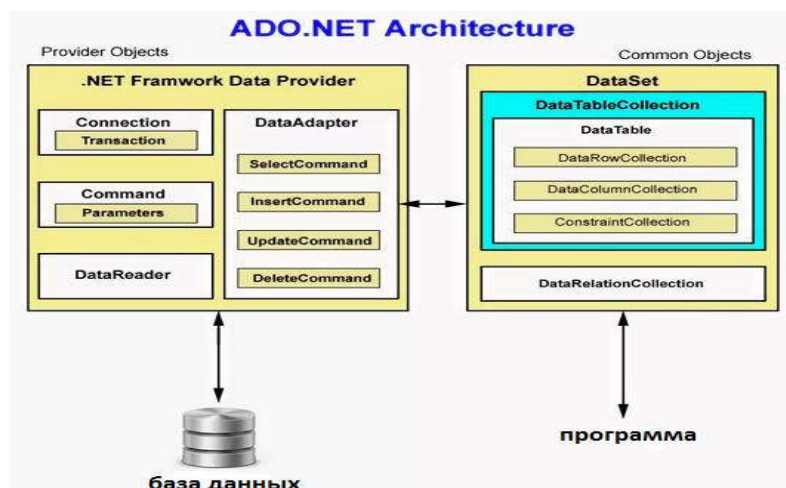 ADO.NET Architecture
Provider Objects
Common Objects
.NET Framwork Data Provider
Connection
Transaction
Command
Parameters
DataReader
DataAdapter
SelectCommand
InsertCommand
UpdateCommand
DeleteCommand
DataSet
DataTableCollection
DataTable
DataRowCollection
DataColumnCollection
ConstraintCollection
DataRelationCollection
база данных
программа